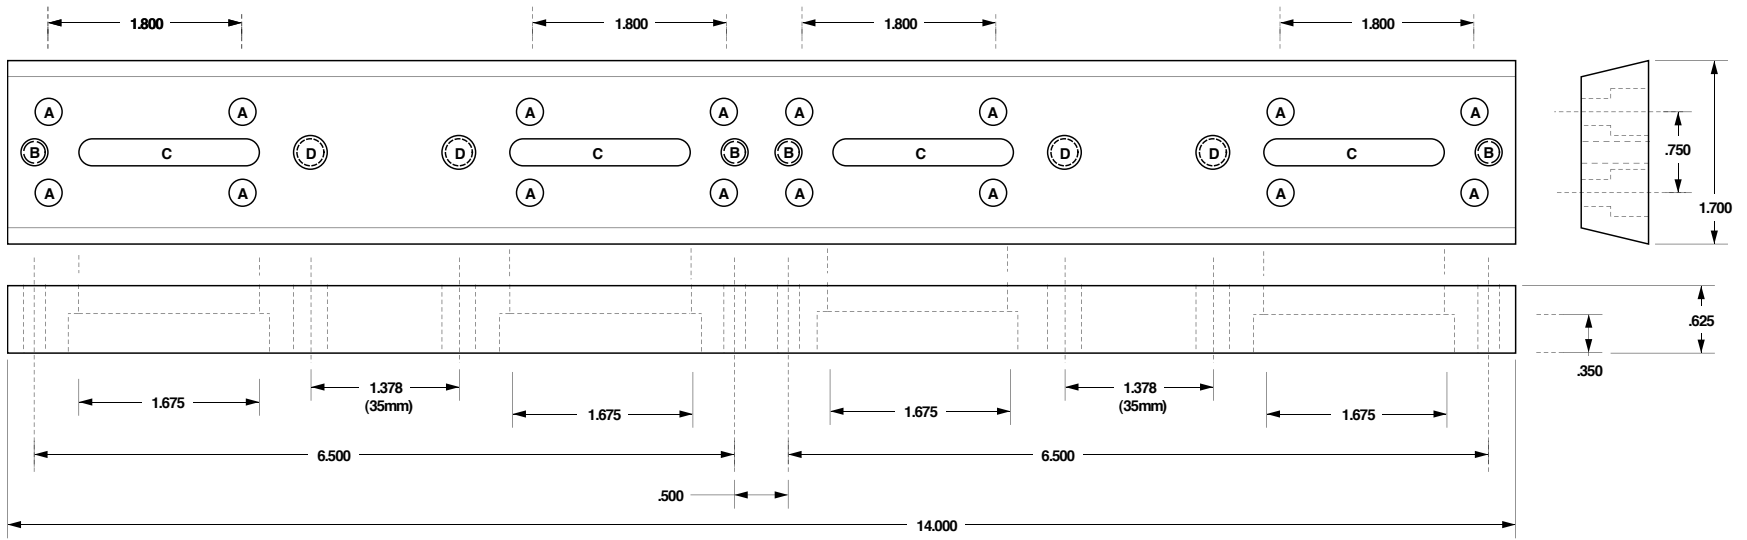 1.800 1.800 1.800 1.800
A A A A A A A A
B C D D C B B C D D C B
A A A A A A A A
.750
1.700
.625
.350
1.378 1.378
(35mm) (35mm)
1.675 1.675 1.675 1.675
6.500 6.500
.500
14.000